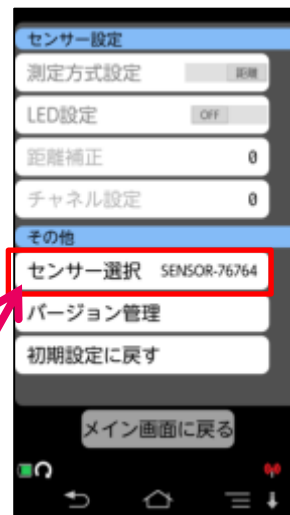 センサー設定
測定方式設定 距離
LED設定 OFF
距離補正 0
チャネル設定 0
その他
センサー選択 SENSOR-76764
バージョン管理
初期設定に戻す
メイン画面に戻る